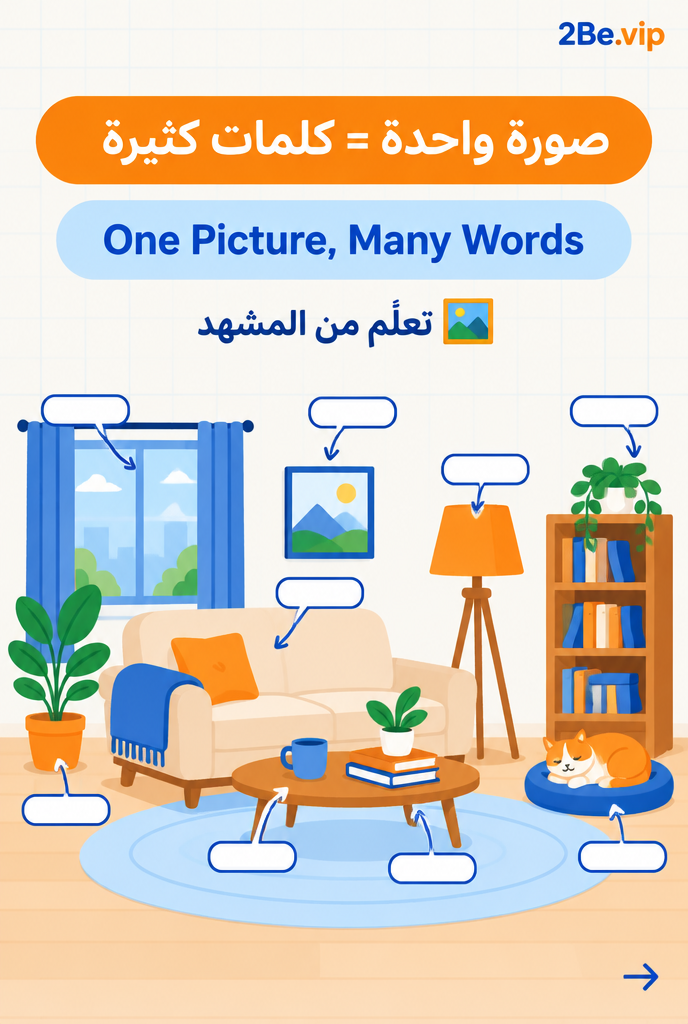 2Be.vip
صورة واحدة = كلمات كثيرة
One Picture, Many Words
تعلَّم من المشهد